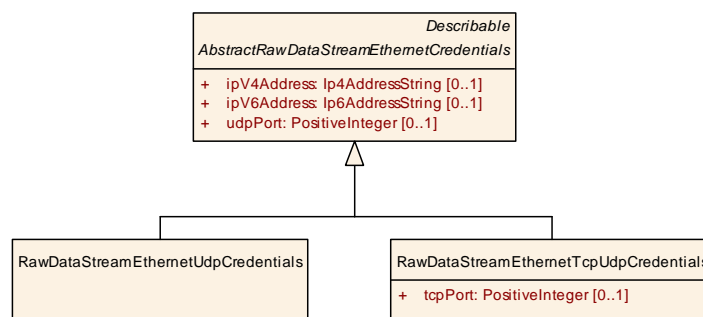 Describable
AbstractRawDataStreamEthernetCredentials
+ ipV4Address: Ip4AddressString [0..1]
+ ipV6Address: Ip6AddressString [0..1]
+ udpPort: PositiveInteger [0..1]
RawDataStreamEthernetUdpCredentials
RawDataStreamEthernetTcpUdpCredentials
+ tcpPort: PositiveInteger [0..1]